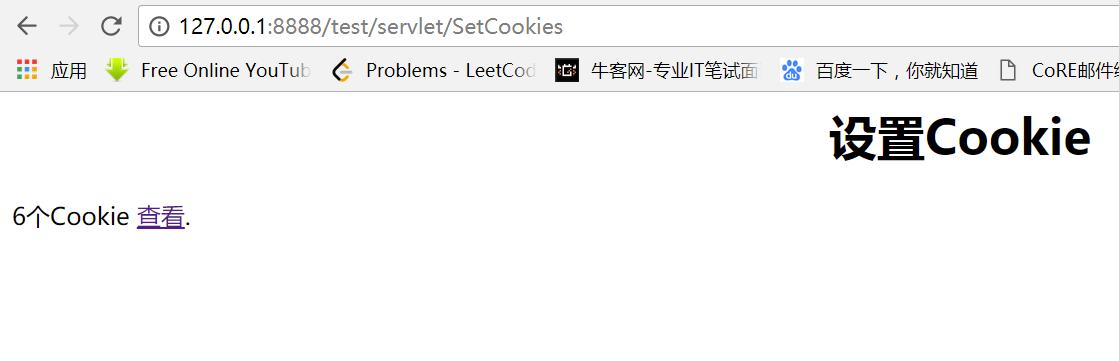 127.0.0.1:8888/test/servlet/SetCookies
应用 Free Online YouTub Problems - LeetCod 牛客网-专业IT笔试面 百度一下，你就知道 CoRE邮件
设置Cookie
6个Cookie 查看.